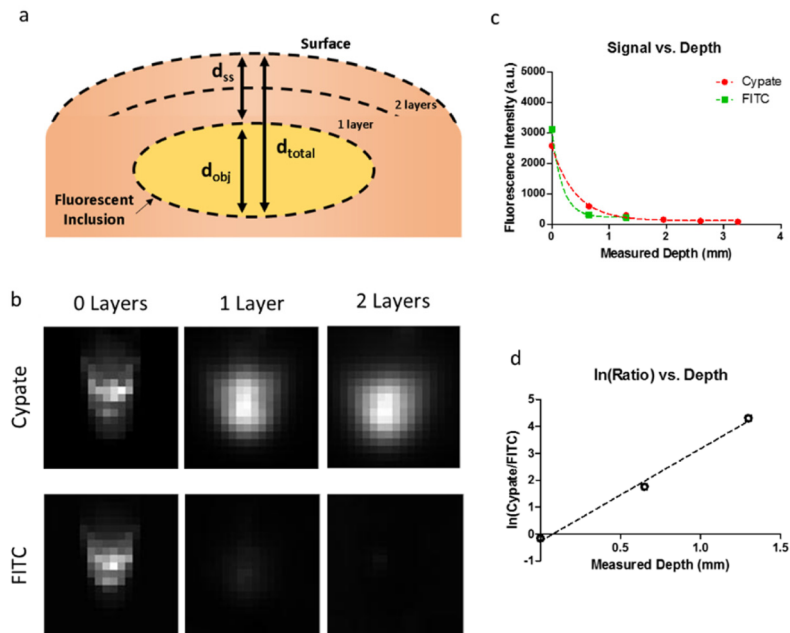 a
Surface
d_ss
2 layers
1 layer
d_total
d_obj
Fluorescent
Inclusion
b
0 Layers
1 Layer
2 Layers
Cypate
FITC
c
Signal vs. Depth
Fluorescence Intensity (a.u.)
5000
4000
3000
2000
1000
0
0
1
2
3
4
Measured Depth (mm)
Cypate
FITC
d
ln(Ratio) vs. Depth
ln(Cypate/FITC)
5
4
3
2
1
0
-1
0.5
1.0
1.5
Measured Depth (mm)